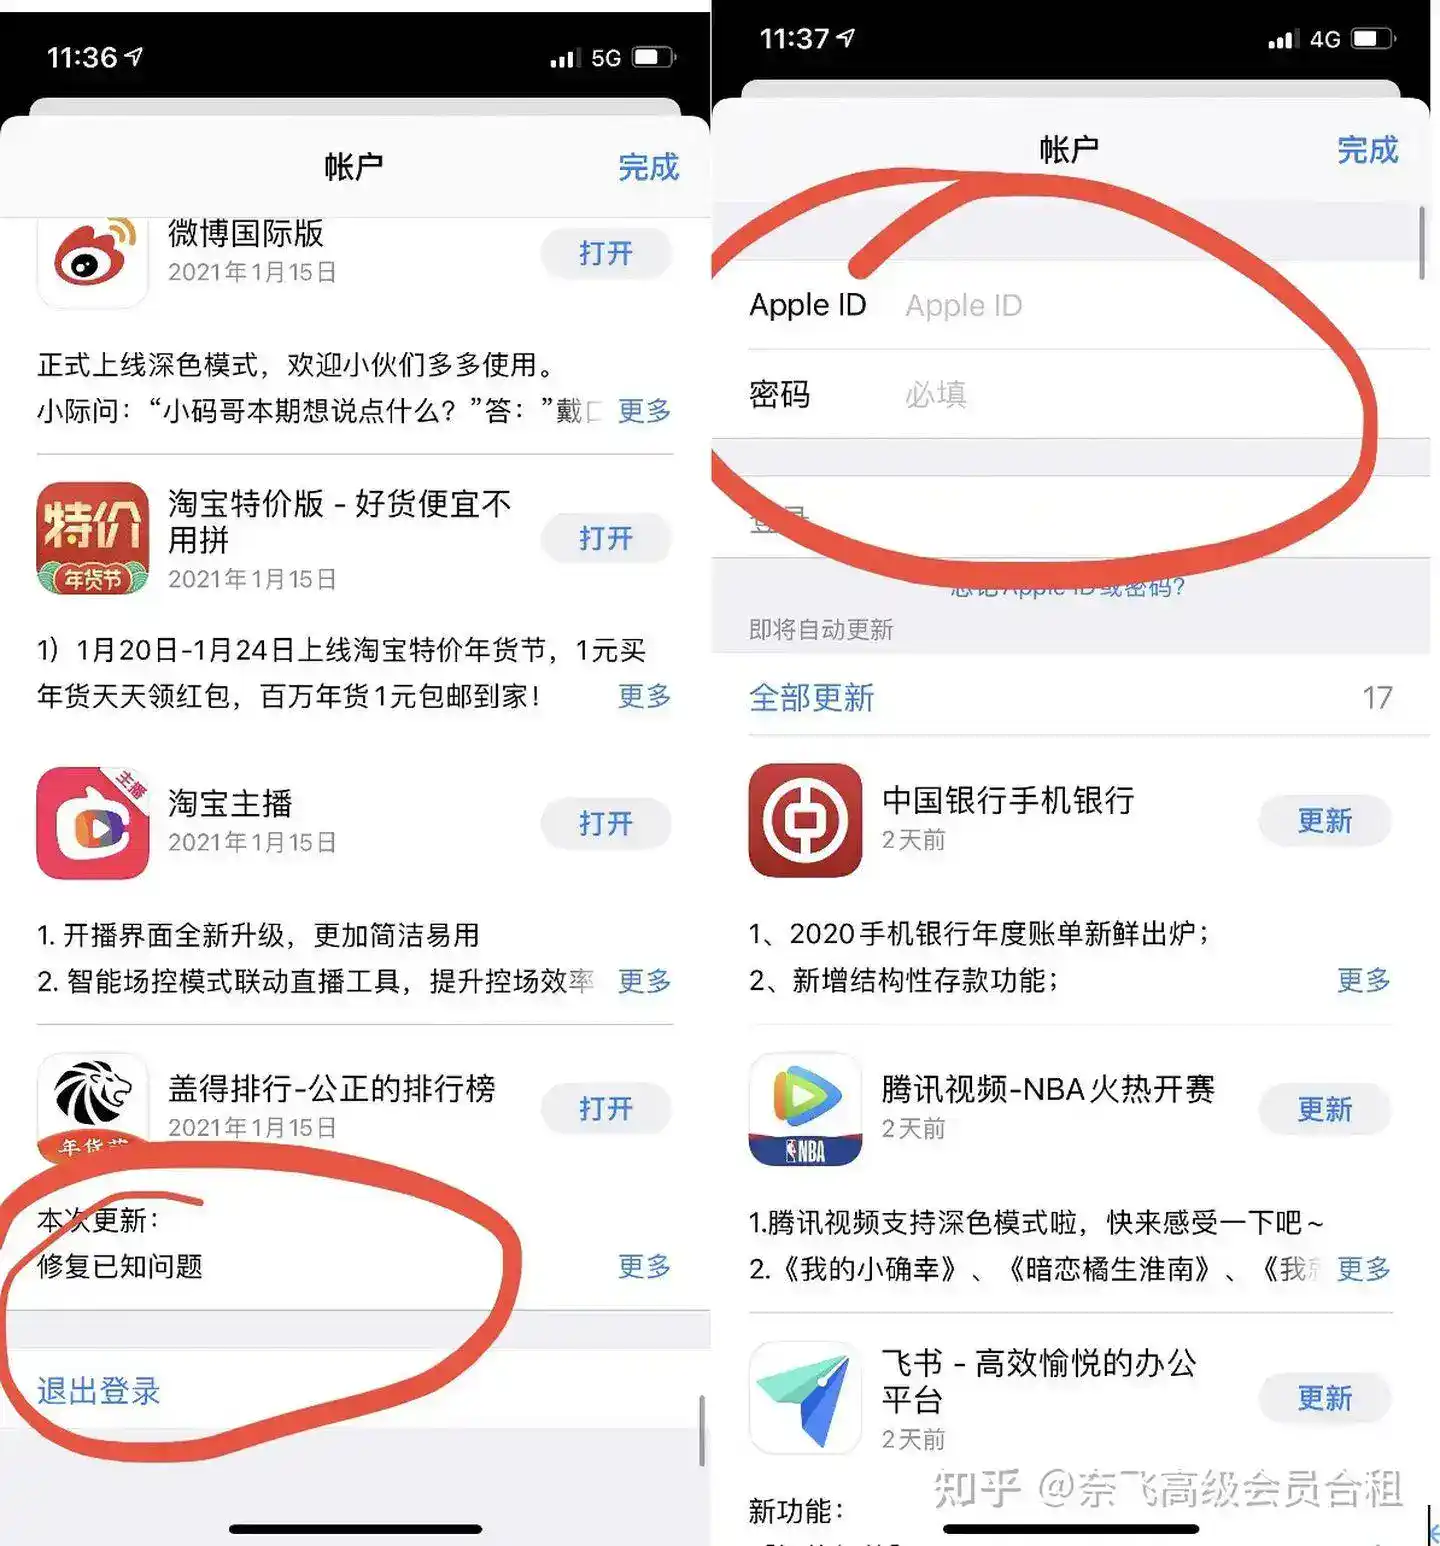 11:36
5G
帐户
完成
微博国际版
2021年1月15日
打开
正式上线深色模式，欢迎小伙们多多使用。
小际问：“小码哥本期想说点什么？”答：”戴
更多
特价
年货节
淘宝特价版 - 好货便宜不
用拼
2021年1月15日
打开
1）1月20日-1月24日上线淘宝特价年货节，1元买
年货天天领红包，百万年货1元包邮到家！
更多
主播
淘宝主播
2021年1月15日
打开
1. 开播界面全新升级，更加简洁易用
2. 智能场控模式联动直播工具，提升控场效率
更多
年货节
盖得排行-公正的排行榜
2021年1月15日
打开
本次更新：
修复已知问题
更多
退出登录
11:37
4G
帐户
完成
Apple ID
Apple ID
密码
必填
登录
忘记 Apple ID 或密码？
即将自动更新
全部更新
17
中国银行手机银行
2天前
更新
1、2020手机银行年度账单新鲜出炉；
2、新增结构性存款功能；
更多
NBA
腾讯视频-NBA火热开赛
2天前
更新
1.腾讯视频支持深色模式啦，快来感受一下吧～
2.《我的小确幸》、《暗恋橘生淮南》、《我
更多
飞书 - 高效愉悦的办公
平台
2天前
更新
新功能：
知乎 @奈飞高级会员合租